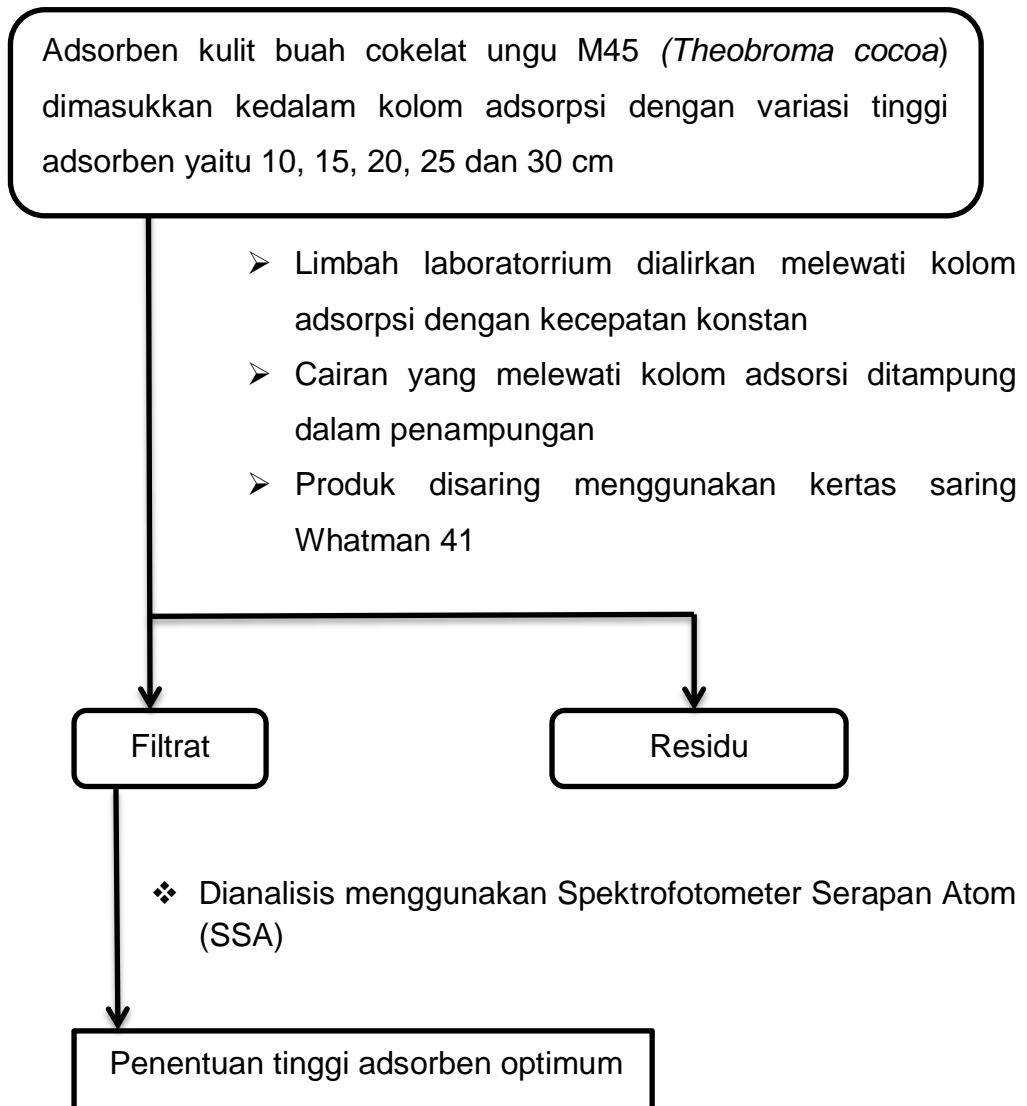 Adsorben kulit buah cokelat ungu M45 (Theobroma cocoa)
dimasukkan kedalam kolom adsorpsi dengan variasi tinggi
adsorben yaitu 10, 15, 20, 25 dan 30 cm
➢ Limbah laboratorrium dialirkan melewati kolom
adsorpsi dengan kecepatan konstan
➢ Cairan yang melewati kolom adsorsi ditampung
dalam penampungan
➢ Produk disaring menggunakan kertas saring
Whatman 41
Filtrat
Residu
❖ Dianalisis menggunakan Spektrofotometer Serapan Atom
(SSA)
Penentuan tinggi adsorben optimum